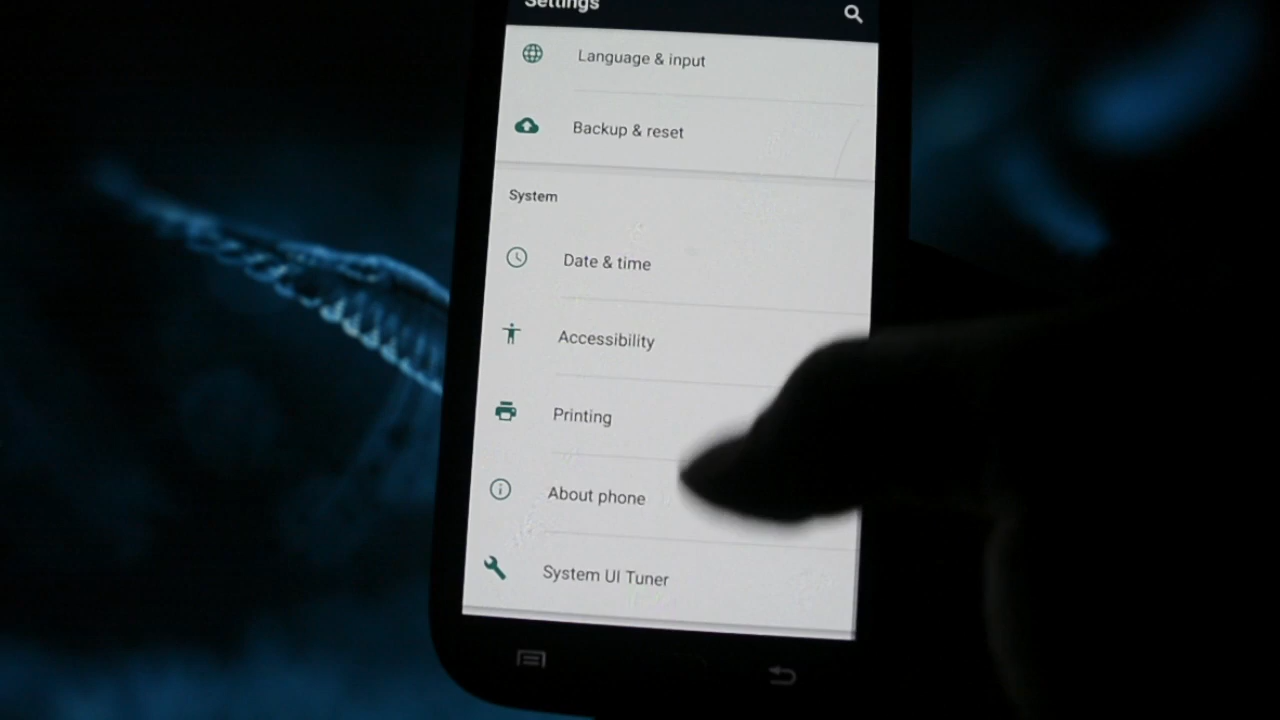 Settings
Language & input
Backup & reset
System
Date & time
Accessibility
Printing
About phone
System UI Tuner